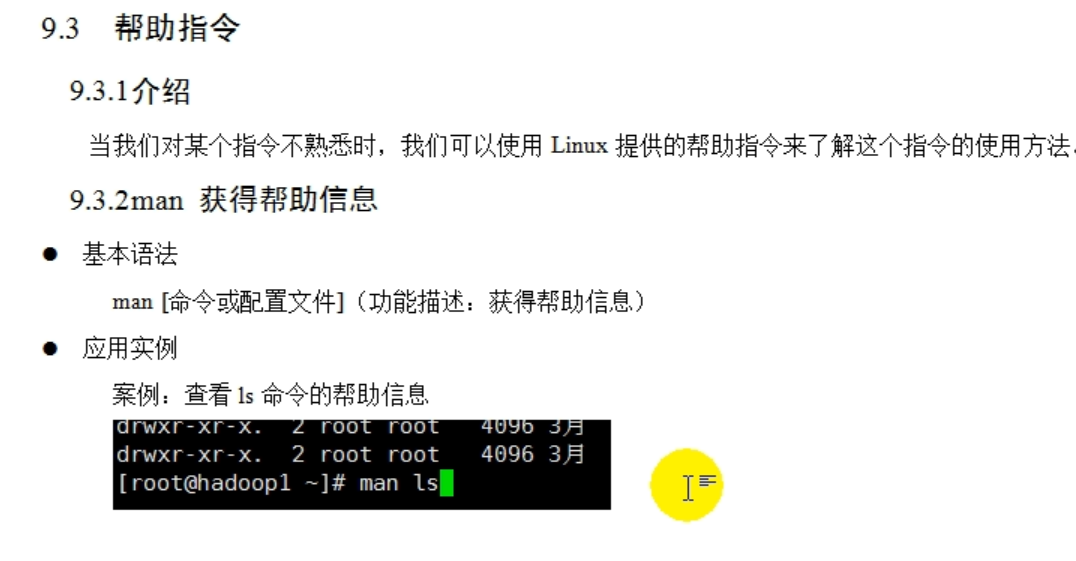 9.3 帮助指令
9.3.1介绍
当我们对某个指令不熟悉时，我们可以使用 Linux 提供的帮助指令来了解这个指令的使用方法.
9.3.2man 获得帮助信息
● 基本语法
man [命令或配置文件]（功能描述：获得帮助信息）
● 应用实例
案例：查看 ls 命令的帮助信息
drwxr-xr-x. 2 root root 4096 3月
drwxr-xr-x. 2 root root 4096 3月
[root@hadoop1 ~]# man ls